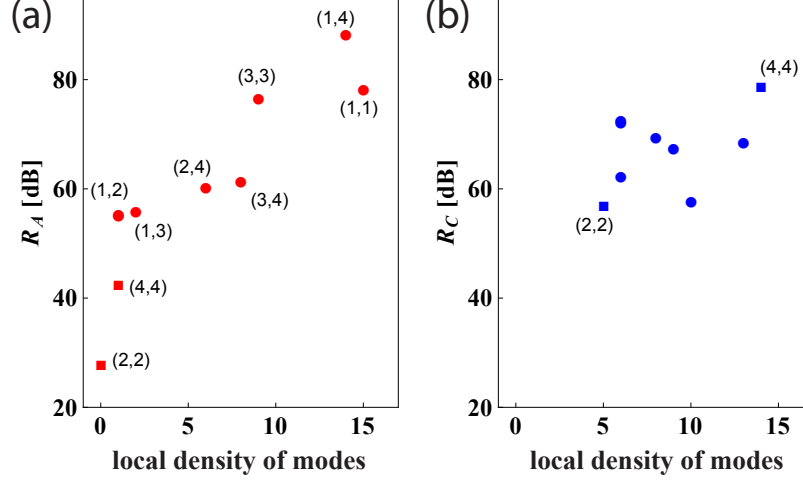 (a)
(1,4)
(3,3)
(1,1)
(2,4)
(1,2)
(3,4)
(1,3)
(4,4)
(2,2)
80
60
40
20
R_A [dB]
0 5 10 15
local density of modes
(b)
(4,4)
(2,2)
80
60
40
20
R_C [dB]
0 5 10 15
local density of modes